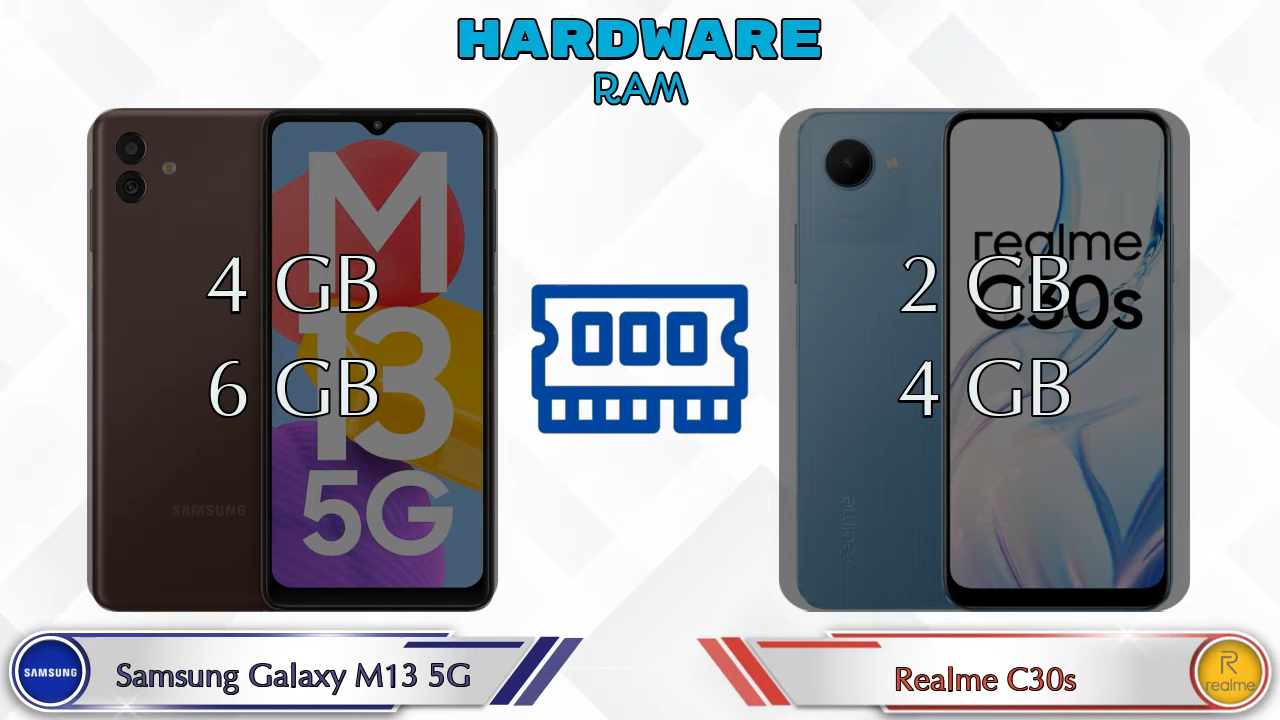 HARDWARE
RAM
M
13
5G
SAMSUNG
4 GB
6 GB
realme
C30s
realme
2 GB
4 GB
SAMSUNG
Samsung Galaxy M13 5G
Realme C30s
R
realme